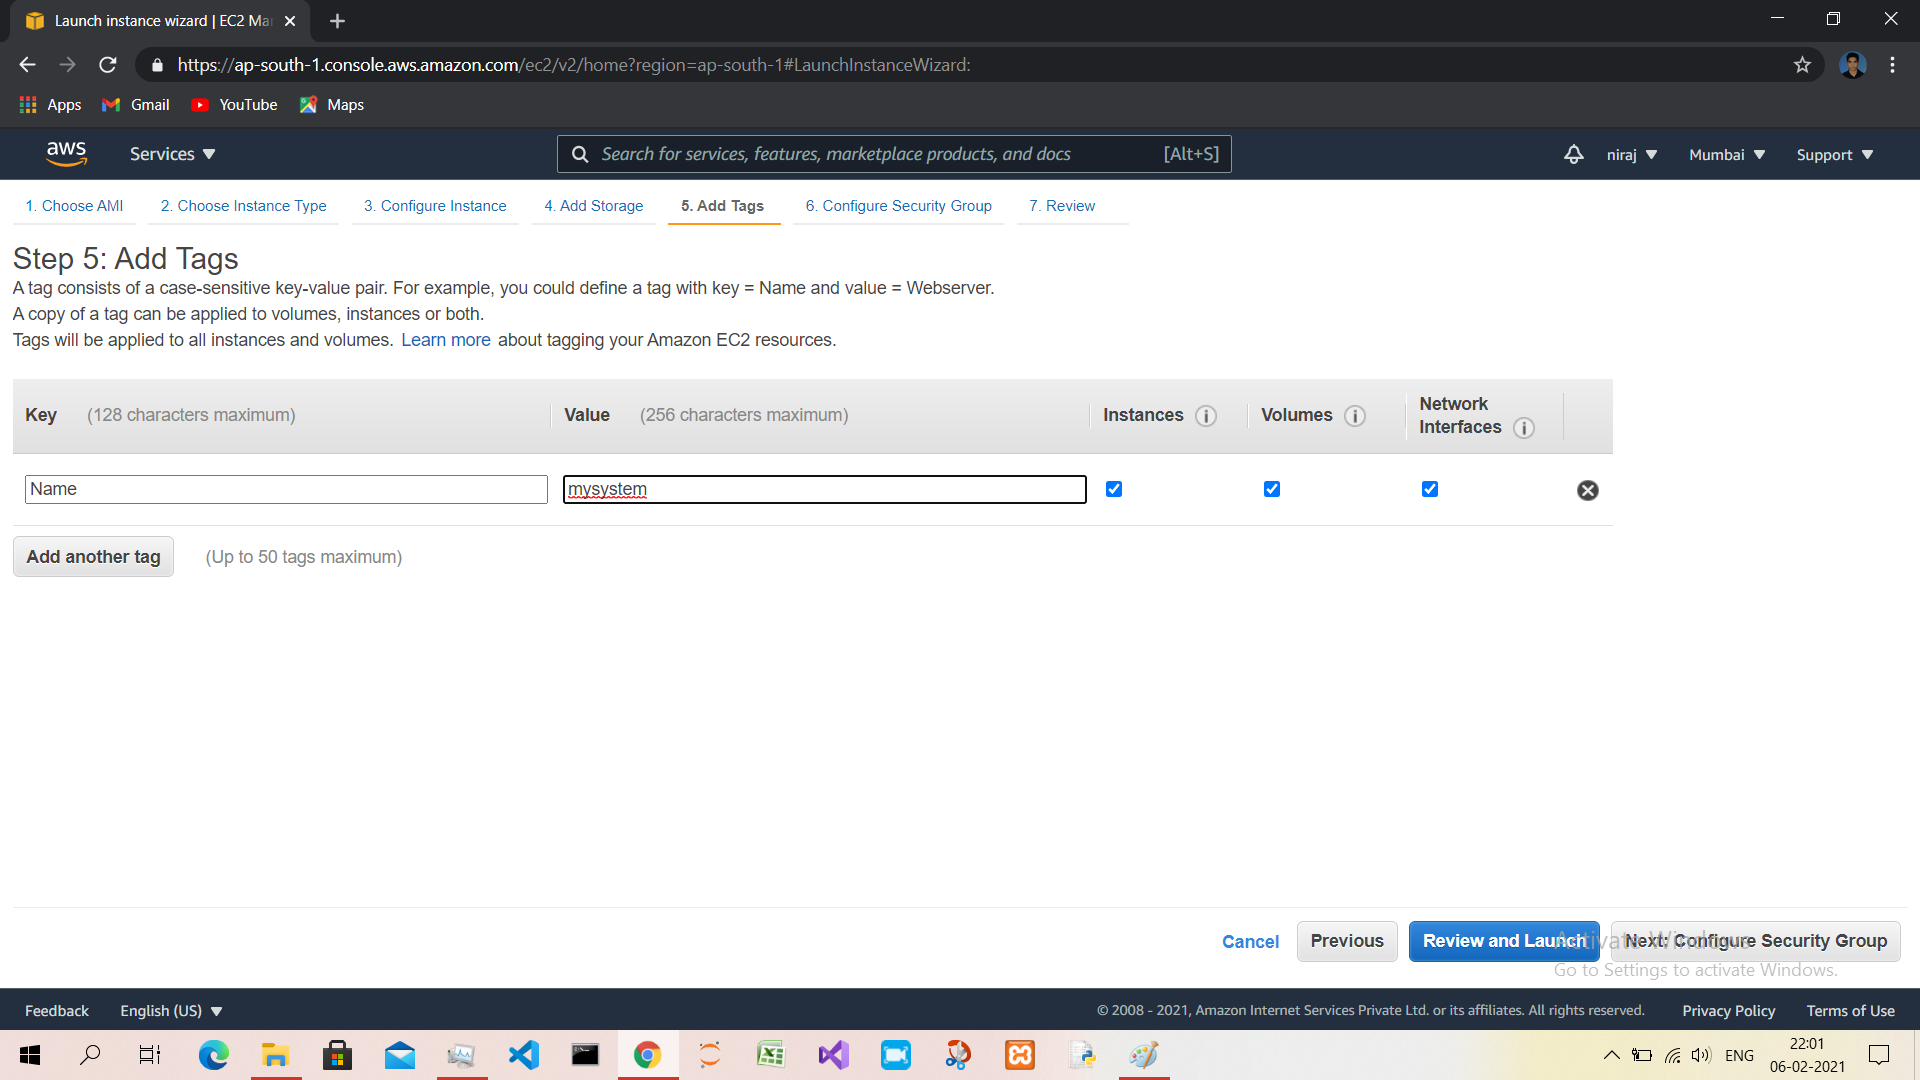 Launch instance wizard | EC2 Ma
https://ap-south-1.console.aws.amazon.com/ec2/v2/home?region=ap-south-1#LaunchInstanceWizard:
Apps Gmail YouTube Maps
aws Services Search for services, features, marketplace products, and docs [Alt+S] niraj Mumbai Support
1. Choose AMI 2. Choose Instance Type 3. Configure Instance 4. Add Storage 5. Add Tags 6. Configure Security Group 7. Review
Step 5: Add Tags
A tag consists of a case-sensitive key-value pair. For example, you could define a tag with key = Name and value = Webserver.
A copy of a tag can be applied to volumes, instances or both.
Tags will be applied to all instances and volumes. Learn more about tagging your Amazon EC2 resources.
Key (128 characters maximum) Value (256 characters maximum) Instances i Volumes i Network Interfaces i
Name mysystem
Add another tag (Up to 50 tags maximum)
Cancel Previous Review and Launch Next: Configure Security Group
Activate Windows
Go to Settings to activate Windows.
Feedback English (US) © 2008 - 2021, Amazon Internet Services Private Ltd. or its affiliates. All rights reserved. Privacy Policy Terms of Use
ENG 22:01
06-02-2021